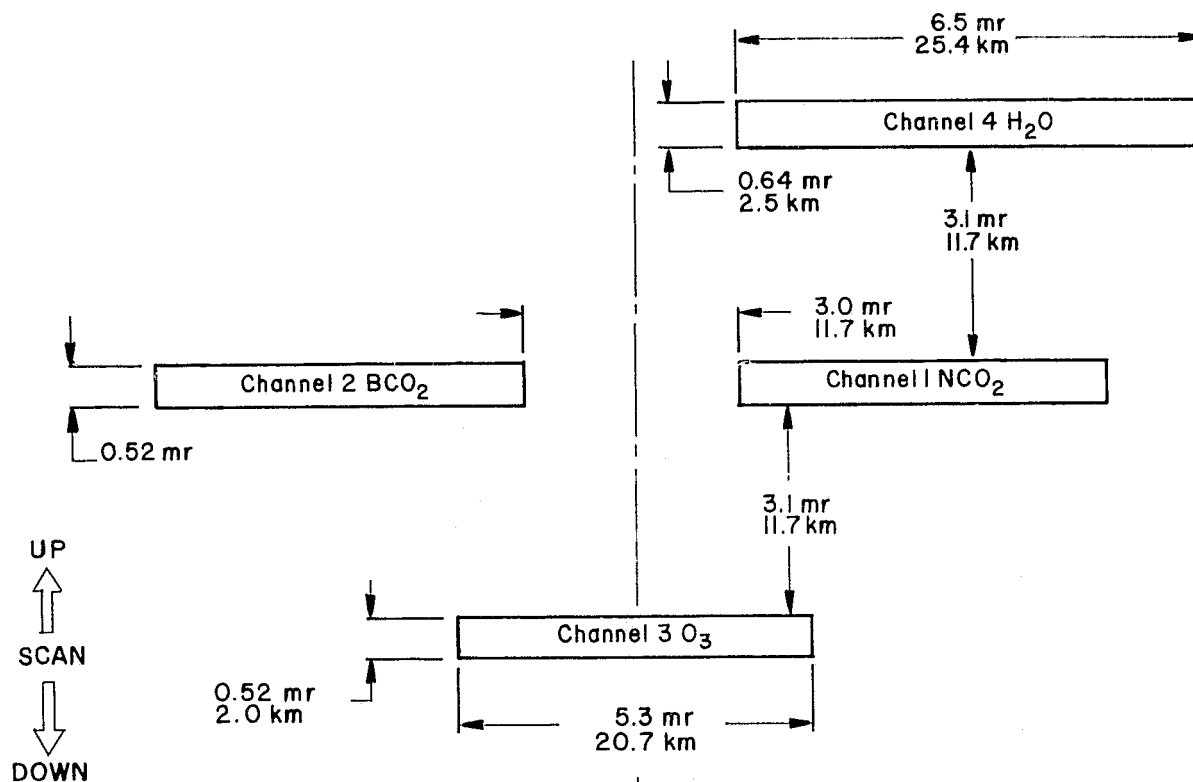 6.5 mr
25.4 km
Channel 4 H₂O
0.64 mr
2.5 km
3.1 mr
11.7 km
3.0 mr
11.7 km
Channel 2 BCO₂
Channel 1 NCO₂
0.52 mr
3.1 mr
11.7 km
UP
SCAN
DOWN
Channel 3 O₃
0.52 mr
2.0 km
5.3 mr
20.7 km